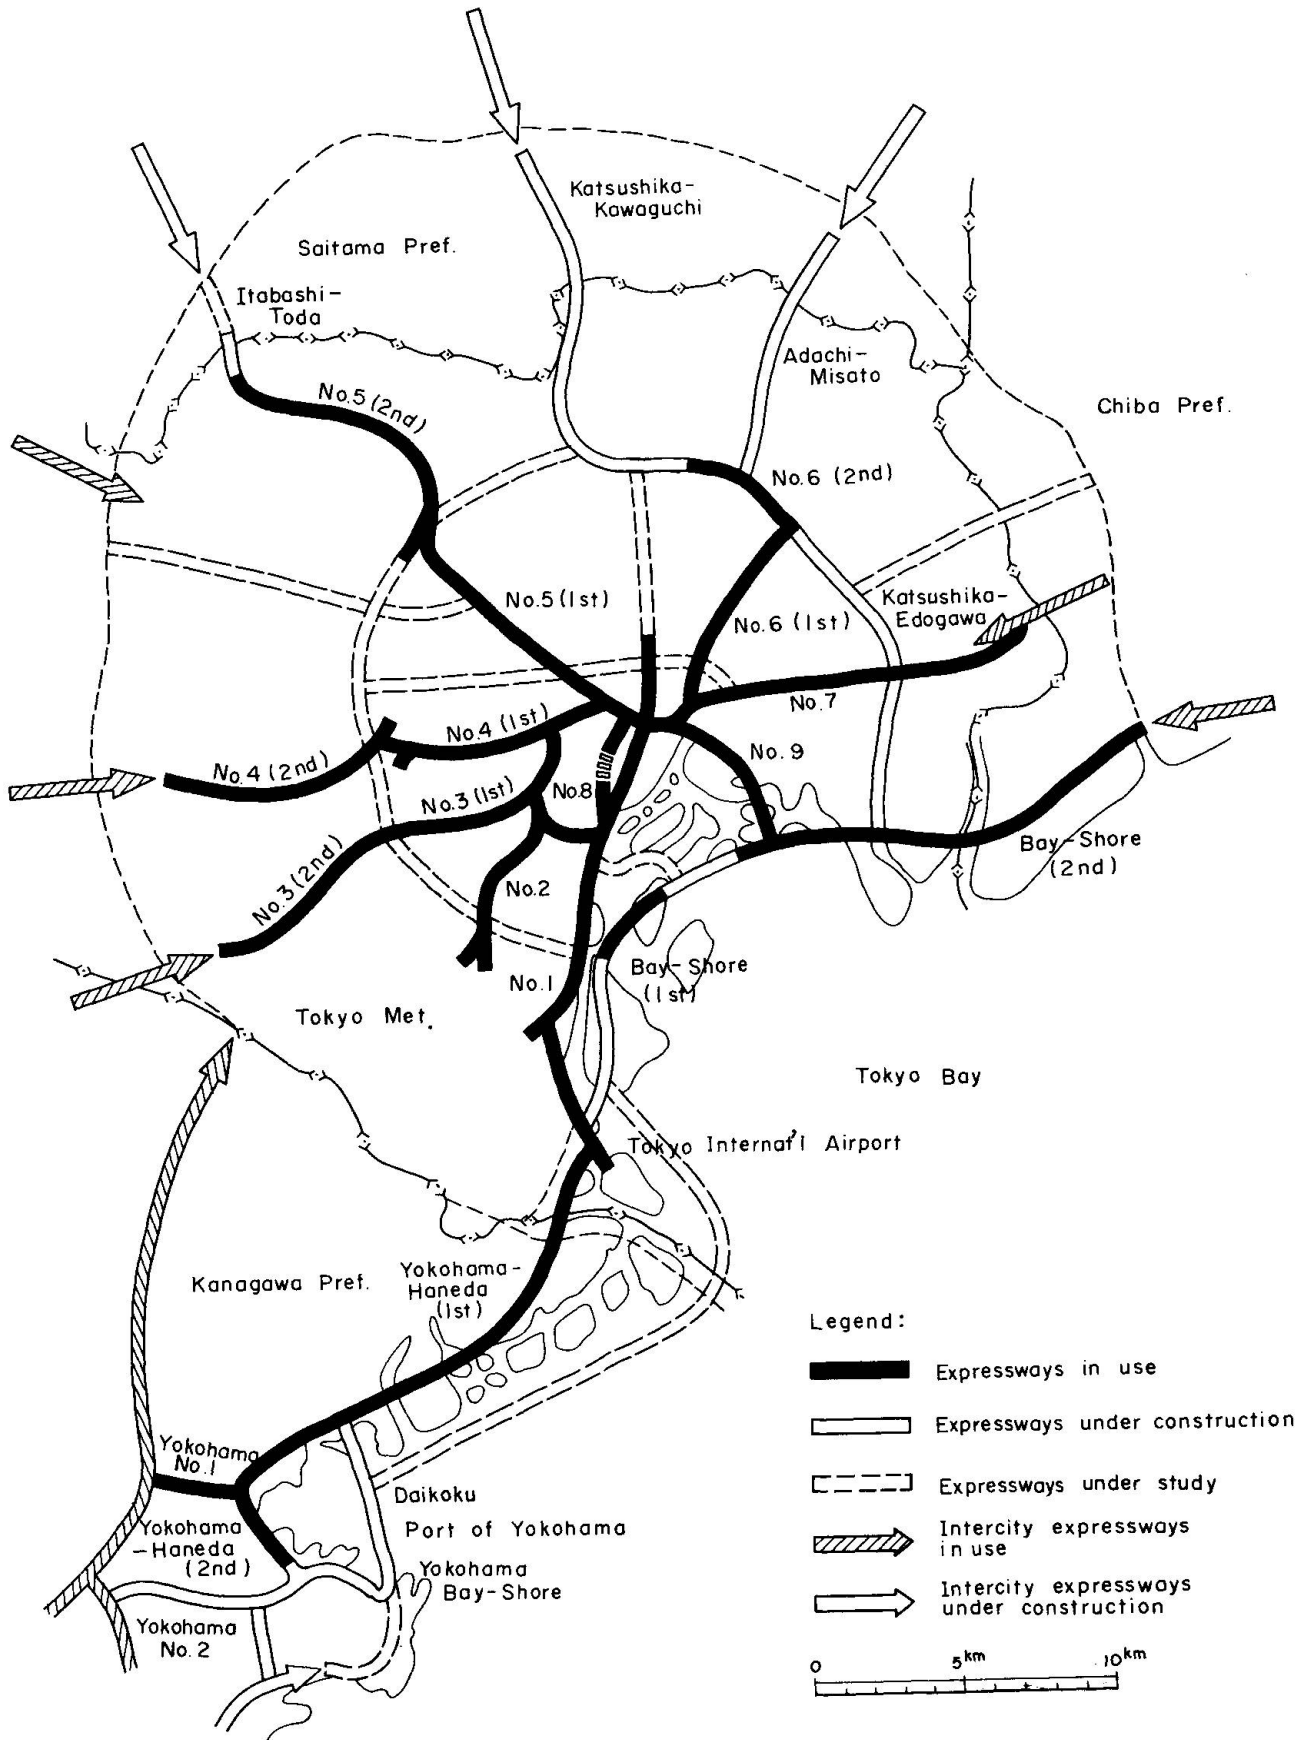 Katsushika-
Kawaguchi
Saitama Pref.
Itabashi-
Toda
Adachi-
Misato
No.5 (2nd)
Chiba Pref.
No.6 (2nd)
No.5 (1st)
Katsushika-
Edogawa
No.6 (1st)
No.7
No.4 (1st)
No.9
No.4 (2nd)
No.3 (1st)
No.8
Bay-Shore
(2nd)
No.3 (2nd)
No.2
Bay-Shore
(1st)
No.1
Tokyo Met.
Tokyo Bay
Tokyo Internat'l Airport
Kanagawa Pref.
Yokohama-
Haneda
(1st)
Legend:
Expressways in use
Expressways under construction
Expressways under study
Intercity expressways
in use
Intercity expressways
under construction
0 5km 10km
Yokohama
No.1
Daikoku
Port of Yokohama
Yokohama
-Haneda
(2nd)
Yokohama
Bay-Shore
Yokohama
No.2